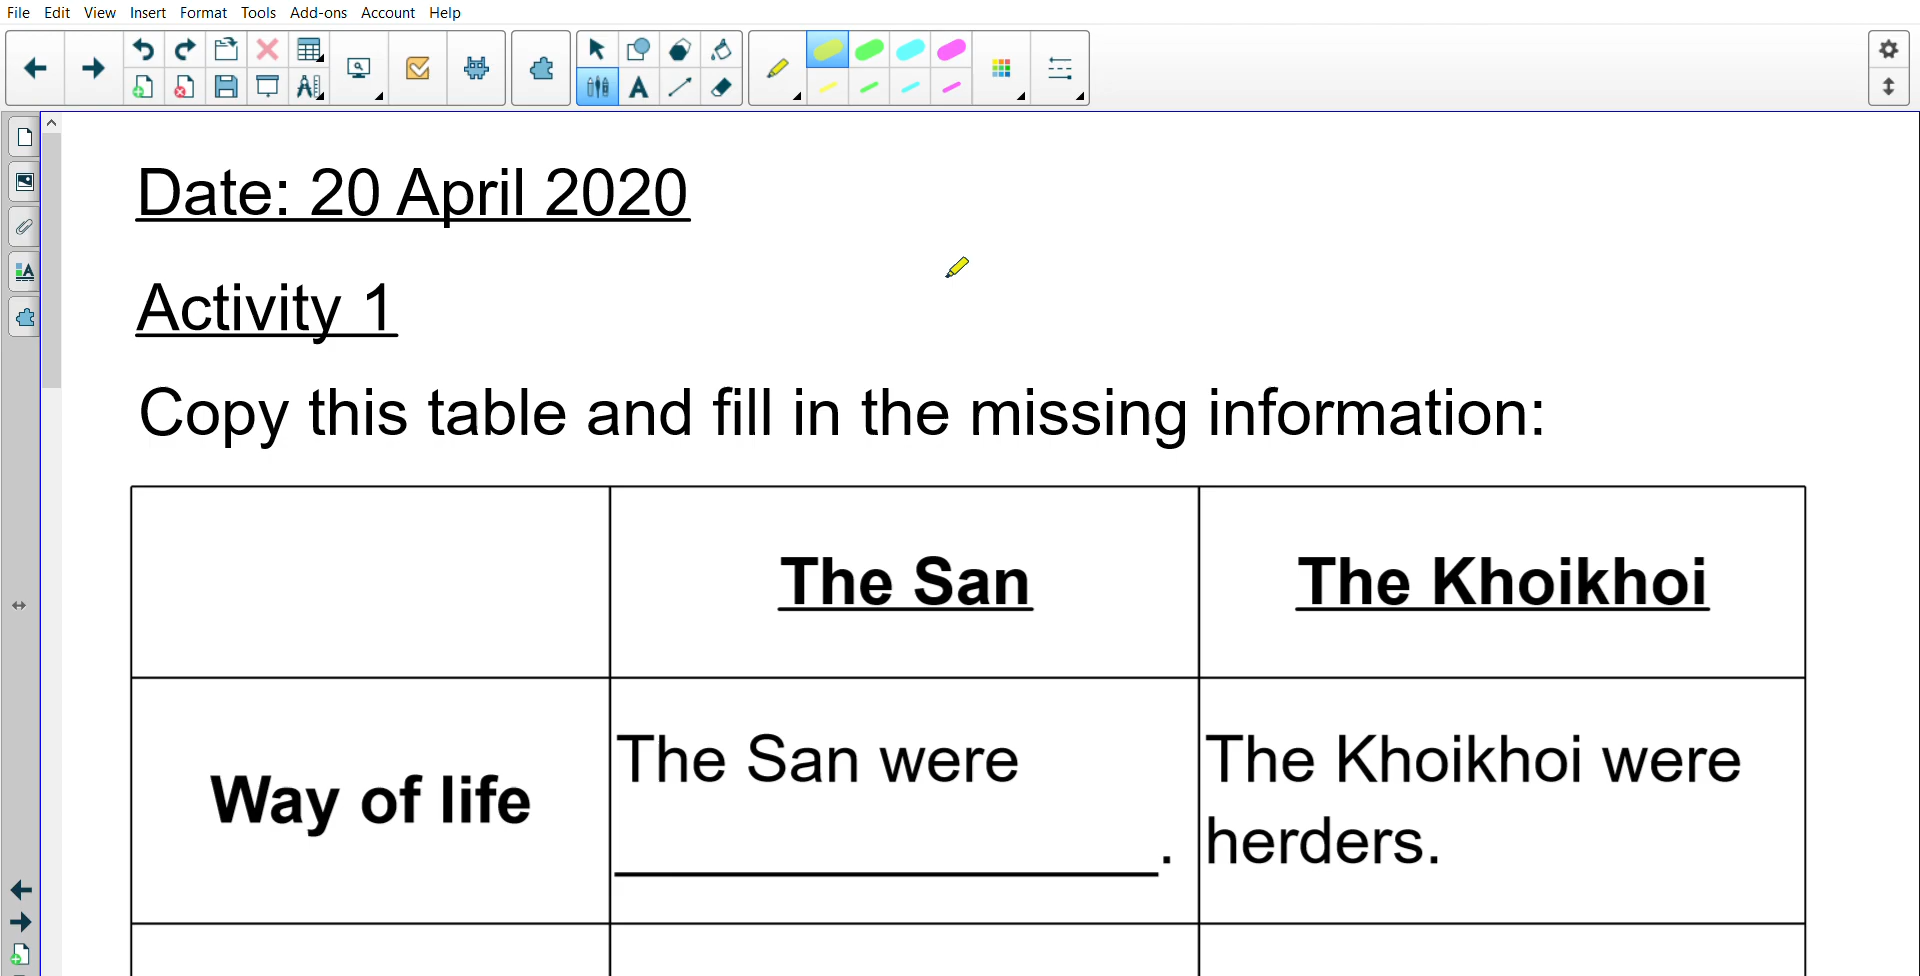 File Edit View Insert Format Tools Add-ons Account Help
Date: 20 April 2020
Activity 1
Copy this table and fill in the missing information:
The San The Khoikhoi
Way of life
The San were
____________________.
The Khoikhoi were
herders.